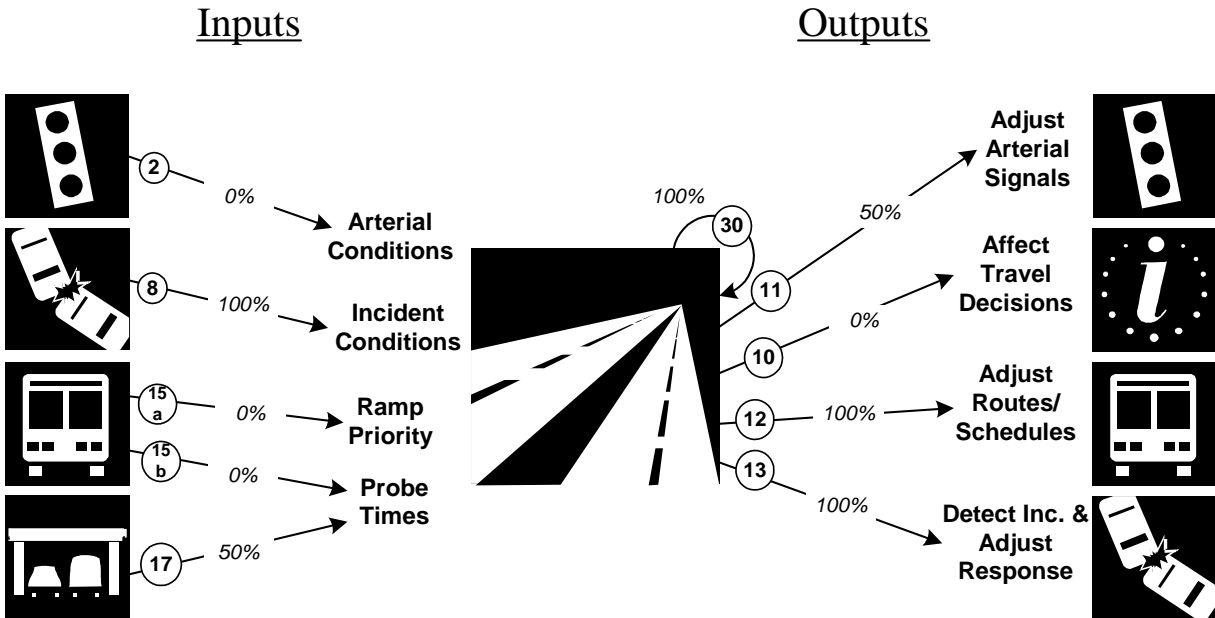 Inputs
Outputs
2
0%
Arterial
Conditions
8
100%
Incident
Conditions
15
a
0%
Ramp
Priority
15
b
0%
Probe
Times
17
50%
100%
30
11
50%
Adjust
Arterial
Signals
10
0%
Affect
Travel
Decisions
i
12
100%
Adjust
Routes/
Schedules
13
100%
Detect Inc. &
Adjust
Response